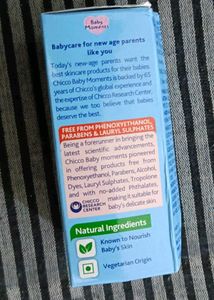 Baby
Moments
Babycare for new age parents
like you
Today's new-age parents want the
best skincare products for their babies.
Chicco Baby Moments is backed by 65
years of Chicco's global experience and
the expertise of Chicco Research Center,
because we too believe that babies
deserve the best.
FREE FROM PHENOXYETHANOL,
PARABENS & LAURYL SULPHATES
Being a forerunner in bringing the
latest scientific advancements,
Chicco Baby moments pioneered
in offering products free from
Phenoxyethanol, Parabens, Alcohol,
Dyes, Lauryl Sulphates, Tropolone
and with no-added Phthalates,
making it suitable for
baby's delicate skin.
CHICCO
RESEARCH
CENTER
Natural Ingredients
Known to Nourish
Baby's Skin
Vegetarian Origin